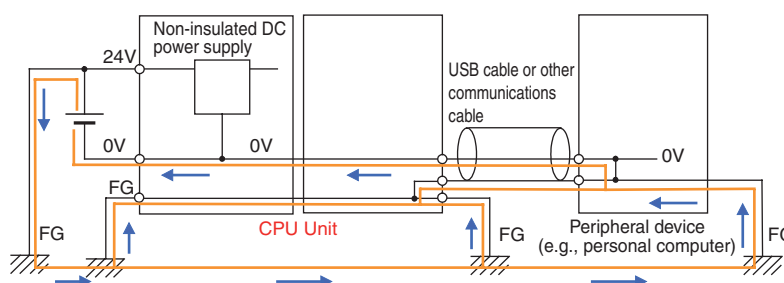 Non-insulated DC
power supply
24V
USB cable or other
communications
cable
0V
0V
0V
FG
CPU Unit
FG
FG
Peripheral device
(e.g., personal computer)